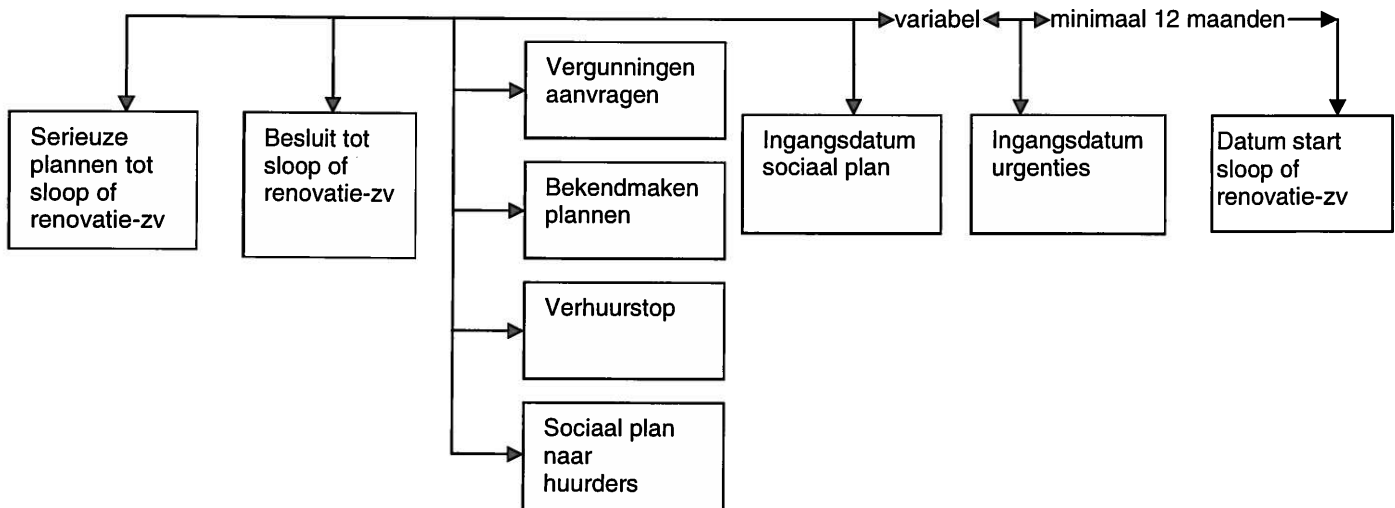 variabel
minimaal 12 maanden
Serieuze
plannen tot
sloop of
renovatie-zv
Besluit tot
sloop of
renovatie-zv
Vergunningen
aanvragen
Bekendmaken
plannen
Verhuurstop
Sociaal plan
naar
huurders
Ingangsdatum
sociaal plan
Ingangsdatum
urgenties
Datum start
sloop of
renovatie-zv